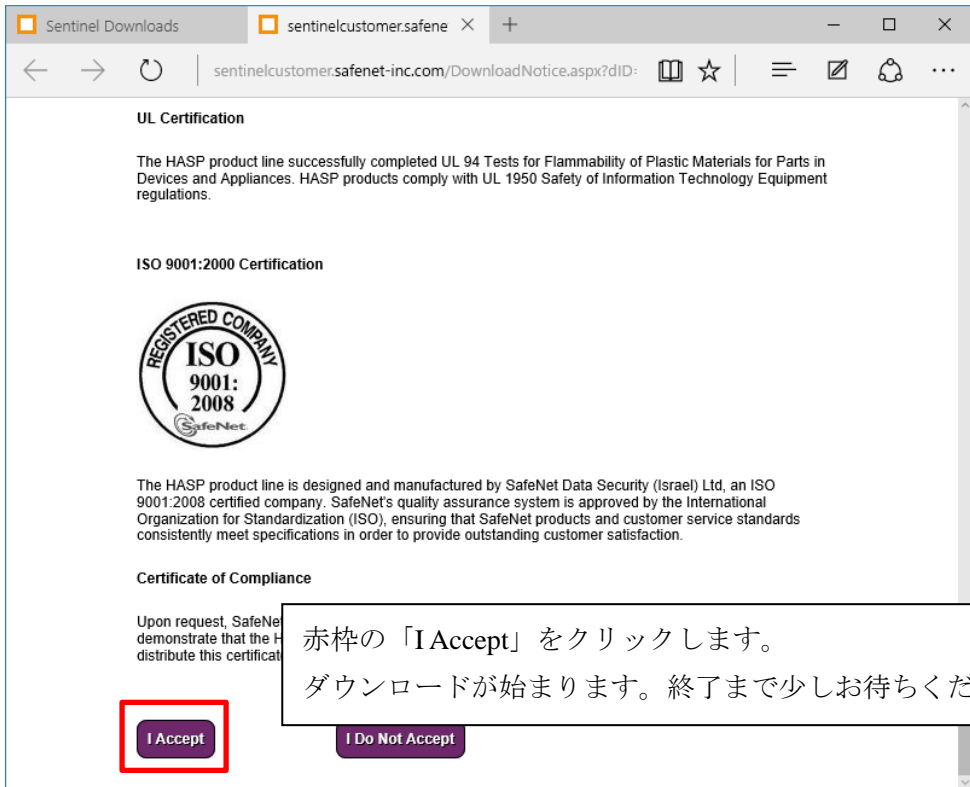 Sentinel Downloads
sentinelcustomer.safene
sentinelcustomer.safenet-inc.com/DownloadNotice.aspx?dID=
UL Certification
The HASP product line successfully completed UL 94 Tests for Flammability of Plastic Materials for Parts in
Devices and Appliances. HASP products comply with UL 1950 Safety of Information Technology Equipment
regulations.
ISO 9001:2000 Certification
REGISTERED COMPANY
ISO
9001:
2008
SafeNet
The HASP product line is designed and manufactured by SafeNet Data Security (Israel) Ltd, an ISO
9001:2008 certified company. SafeNet's quality assurance system is approved by the International
Organization for Standardization (ISO), ensuring that SafeNet products and customer service standards
consistently meet specifications in order to provide outstanding customer satisfaction.
Certificate of Compliance
Upon request, SafeNe
demonstrate that the H
distribute this certificat
赤枠の「I Accept」をクリックします。
ダウンロードが始まります。終了まで少しお待ちくだ
I Accept
I Do Not Accept